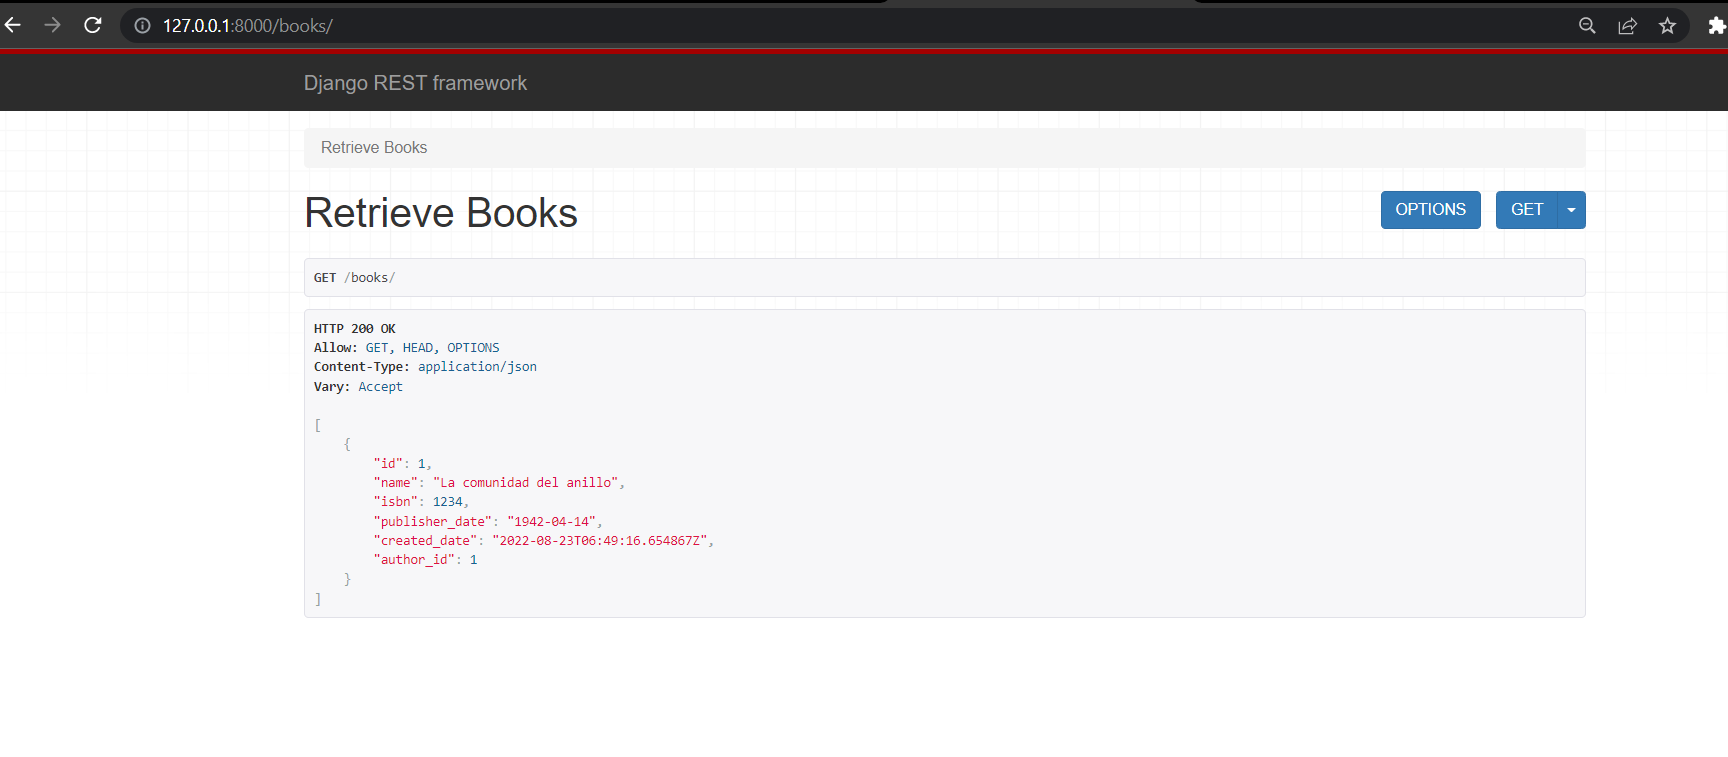 127.0.0.1:8000/books/
Django REST framework
Retrieve Books
Retrieve Books
OPTIONS GET
GET /books/
HTTP 200 OK
Allow: GET, HEAD, OPTIONS
Content-Type: application/json
Vary: Accept
[
    {
        "id": 1,
        "name": "La comunidad del anillo",
        "isbn": 1234,
        "publisher_date": "1942-04-14",
        "created_date": "2022-08-23T06:49:16.654867Z",
        "author_id": 1
    }
]